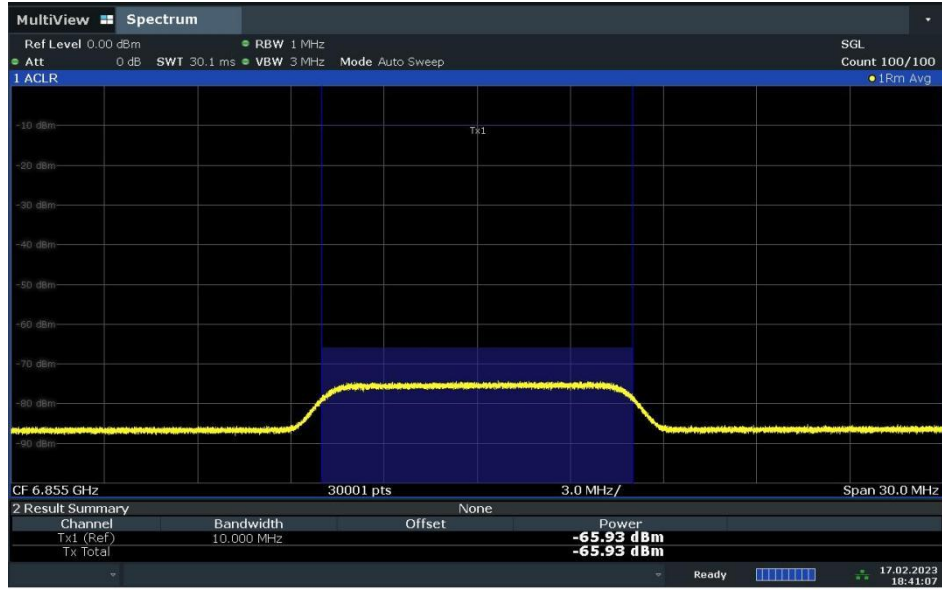 MultiView Spectrum
Ref Level 0.00 dBm RBW 1 MHz SGL
Att 0 dB SWT 30.1 ms VBW 3 MHz Mode Auto Sweep Count 100/100
1 ACLR 1Rm Avg
-10 dBm
Tx1
-20 dBm
-30 dBm
-40 dBm
-50 dBm
-60 dBm
-70 dBm
-80 dBm
-90 dBm
CF 6.855 GHz 30001 pts 3.0 MHz/ Span 30.0 MHz
2 Result Summary None
Channel Bandwidth Offset Power
Tx1 (Ref) 10.000 MHz -65.93 dBm
Tx Total -65.93 dBm
Ready 17.02.2023
18:41:07